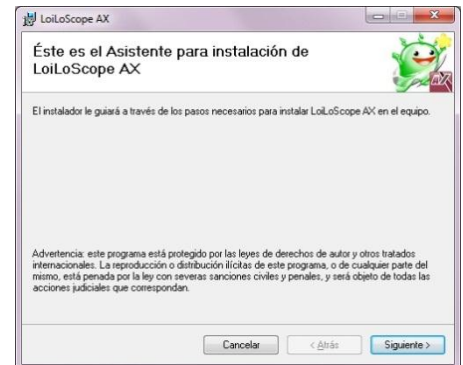 LoiLoScope AX
Éste es el Asistente para instalación de
LoiLoScope AX
AX
El instalador le guiará a través de los pasos necesarios para instalar LoiLoScope AX en el equipo.
Advertencia: este programa está protegido por las leyes de derechos de autor y otros tratados
internacionales. La reproducción o distribución ilícitas de este programa, o de cualquier parte del
mismo, está penada por la ley con severas sanciones civiles y penales, y será objeto de todas las
acciones judiciales que correspondan.
Cancelar < Atrás Siguiente >